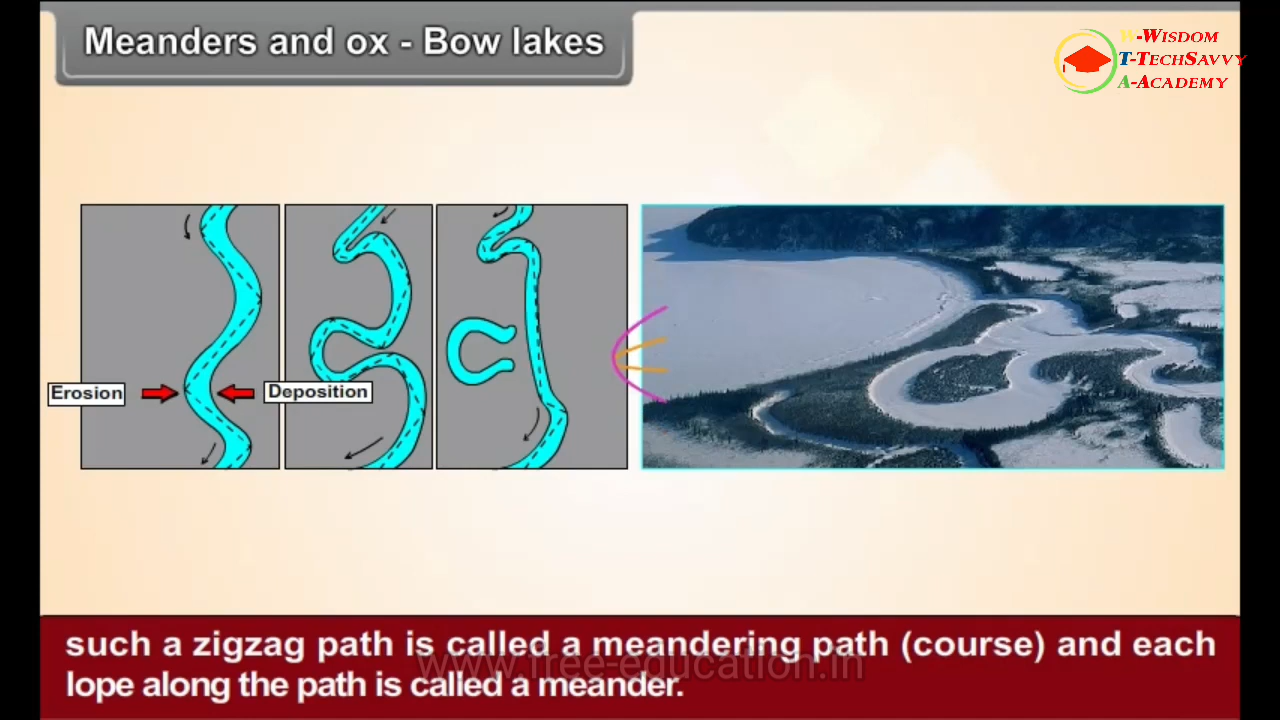 Meanders and ox - Bow lakes
W-Wisdom
T-TechSavvy
A-Academy
Erosion
Deposition
such a zigzag path is called a meandering path (course) and each
lope along the path is called a meander.
www.free-education.in